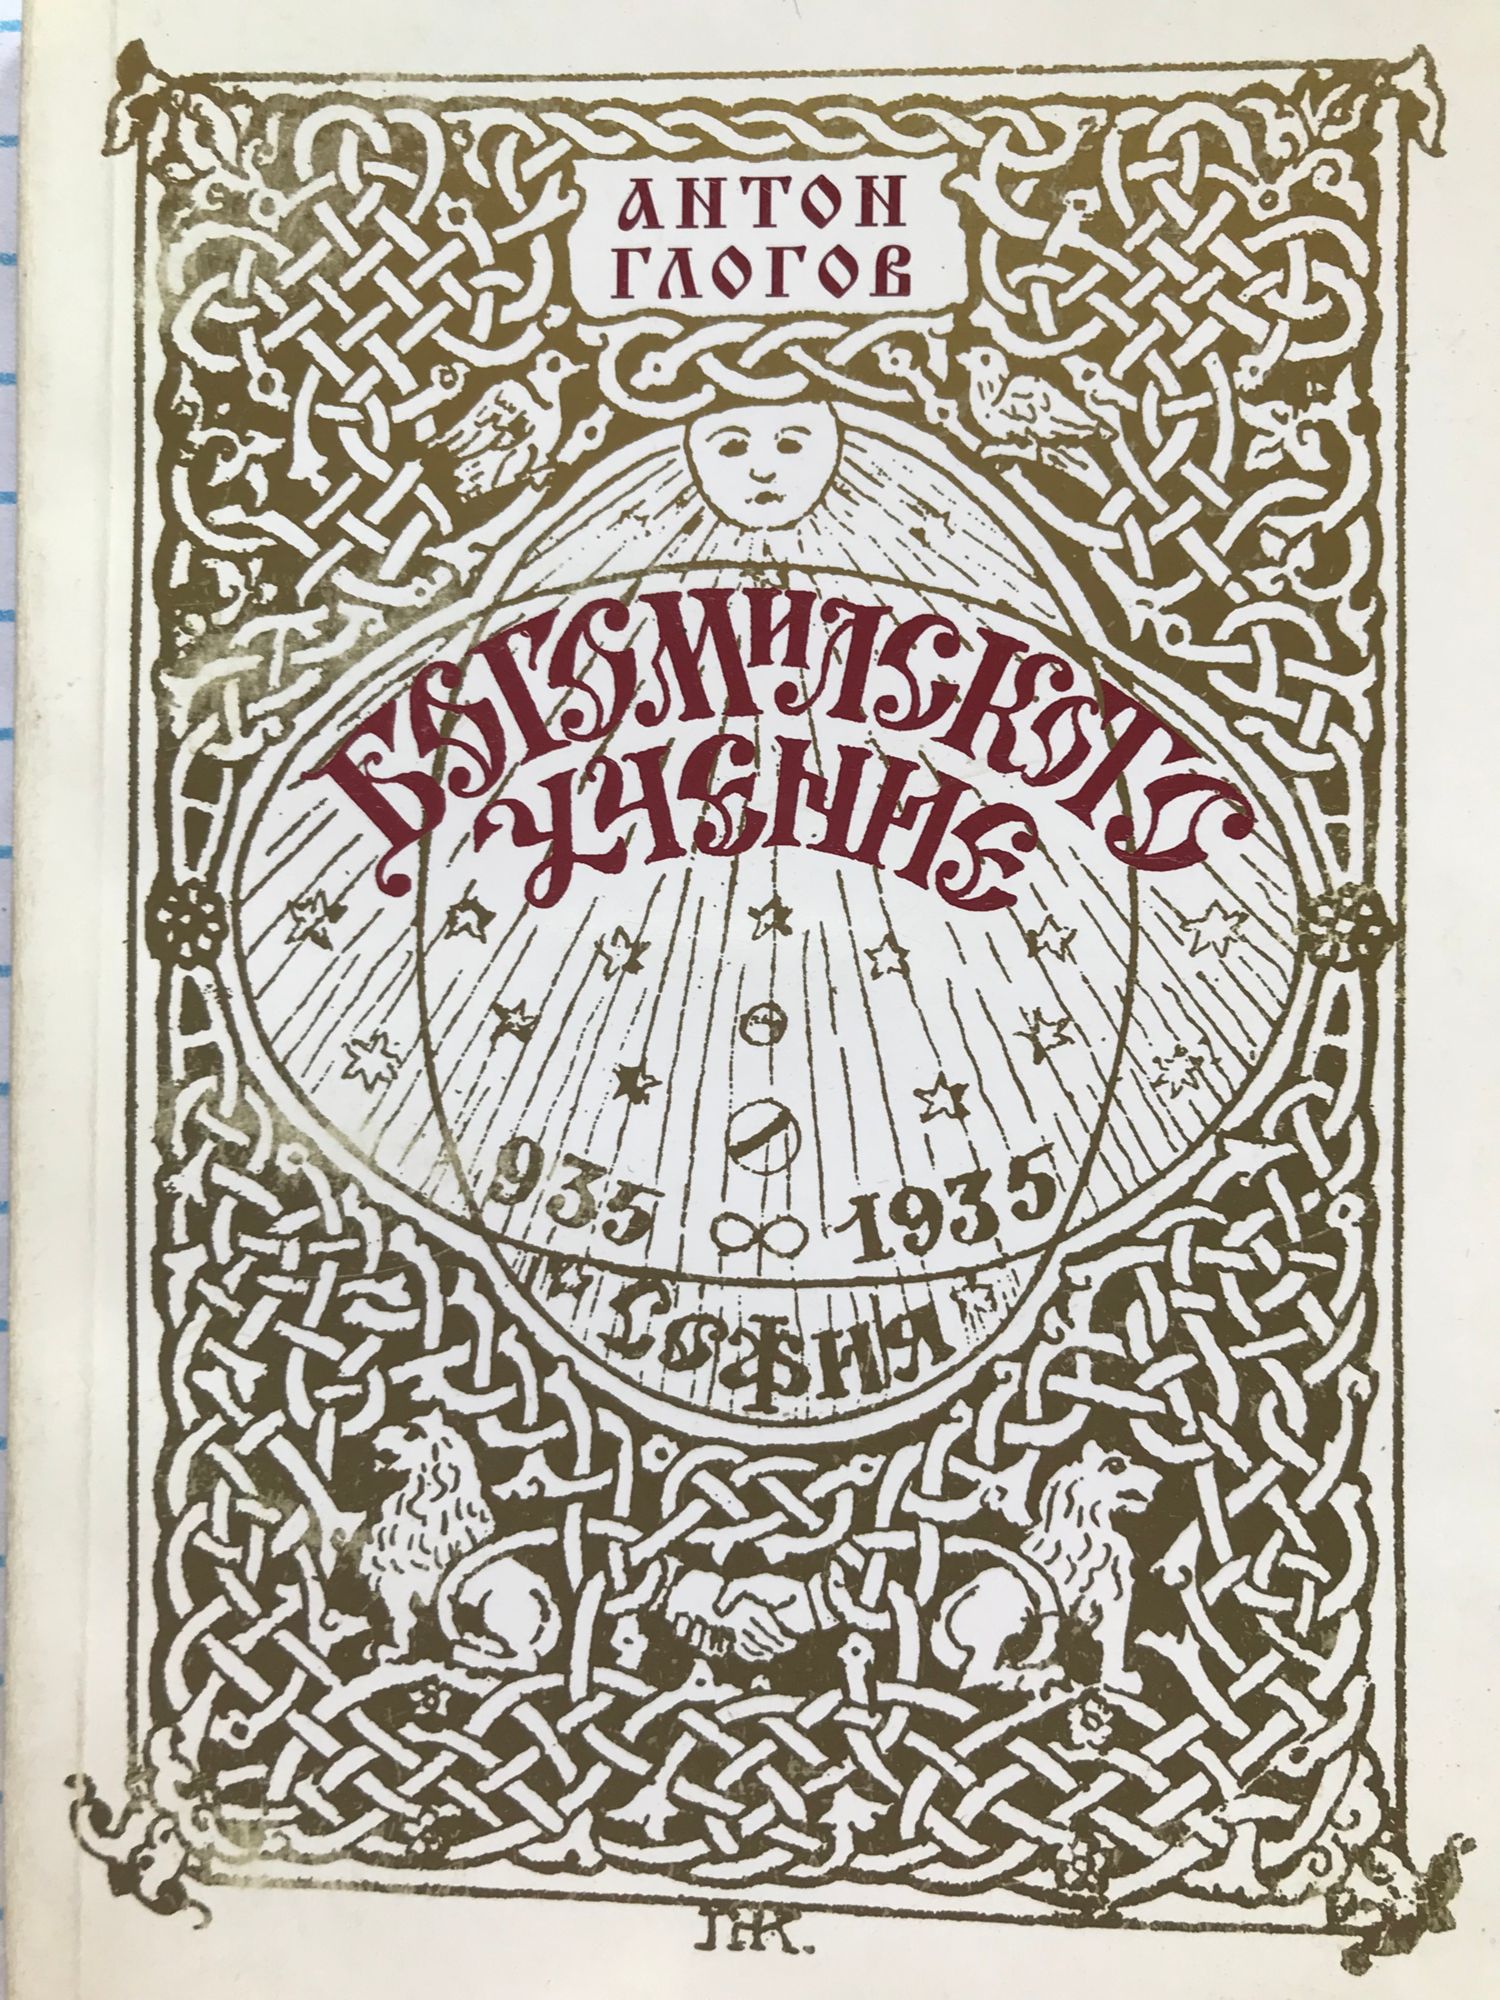 АНТОН
ГЛОГОВ
БОГОМИЛСКОТО
УЧЕНИЕ
935 ∞ 1935
СОФИЯ